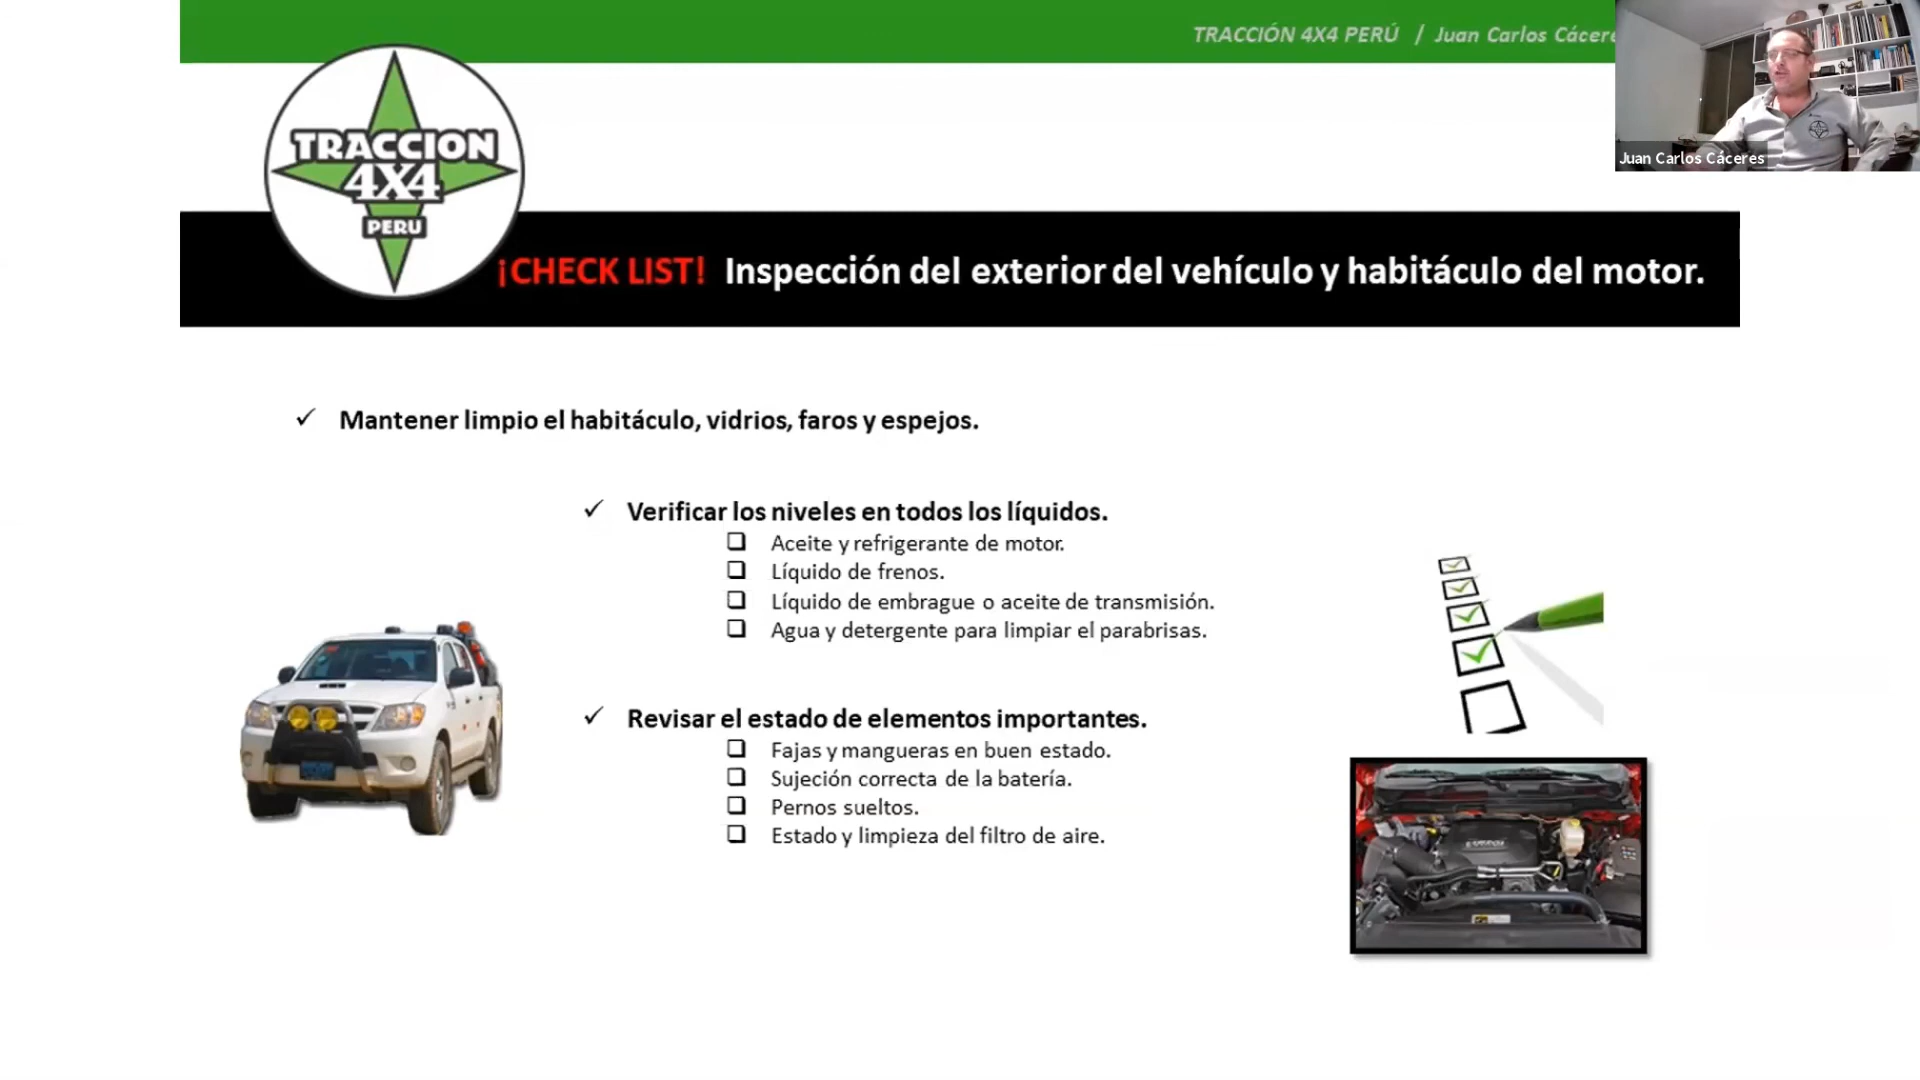 TRACCIÓN 4X4 PERÚ / Juan Carlos Cácere
Juan Carlos Cáceres
TRACCION
4X4
PERU
¡CHECK LIST! Inspección del exterior del vehículo y habitáculo del motor.
✓ Mantener limpio el habitáculo, vidrios, faros y espejos.
✓ Verificar los niveles en todos los líquidos.
❑ Aceite y refrigerante de motor.
❑ Líquido de frenos.
❑ Líquido de embrague o aceite de transmisión.
❑ Agua y detergente para limpiar el parabrisas.
✓ Revisar el estado de elementos importantes.
❑ Fajas y mangueras en buen estado.
❑ Sujeción correcta de la batería.
❑ Pernos sueltos.
❑ Estado y limpieza del filtro de aire.